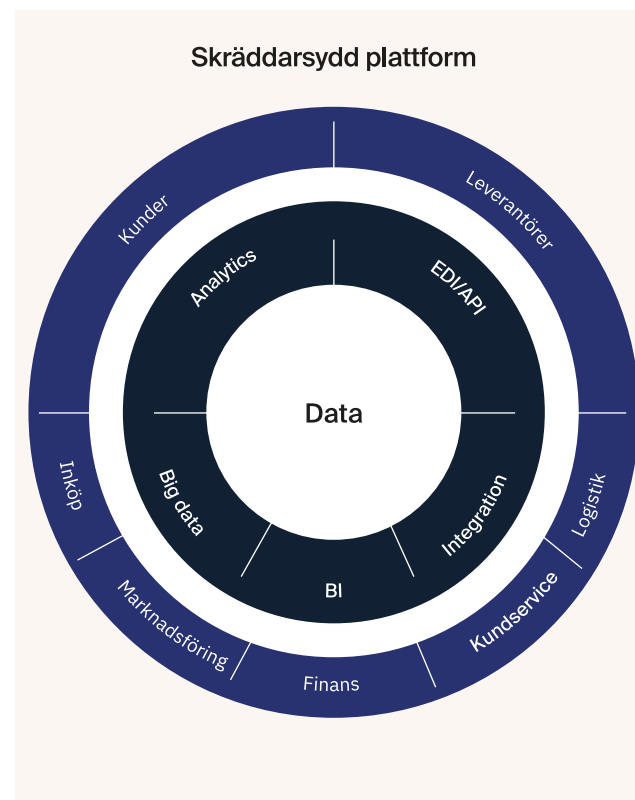 Skräddarsydd plattform
Kunder
Leverantörer
Analytics
EDI/API
Data
Inköp
Big data
Integration
Logistik
BI
Marknadsföring
Kundservice
Finans